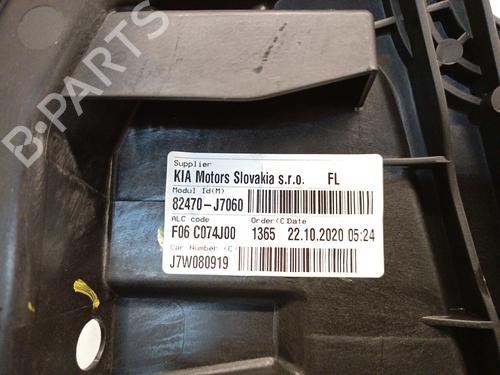 B-PARTS
Supplier
KIA Motors Slovakia s.r.o. FL
Modul Id(M)
82470-J7060
ALC code Order(C Date
F06 C074J00 1365 22.10.2020 05:24
Car Number (C)
J7W080919